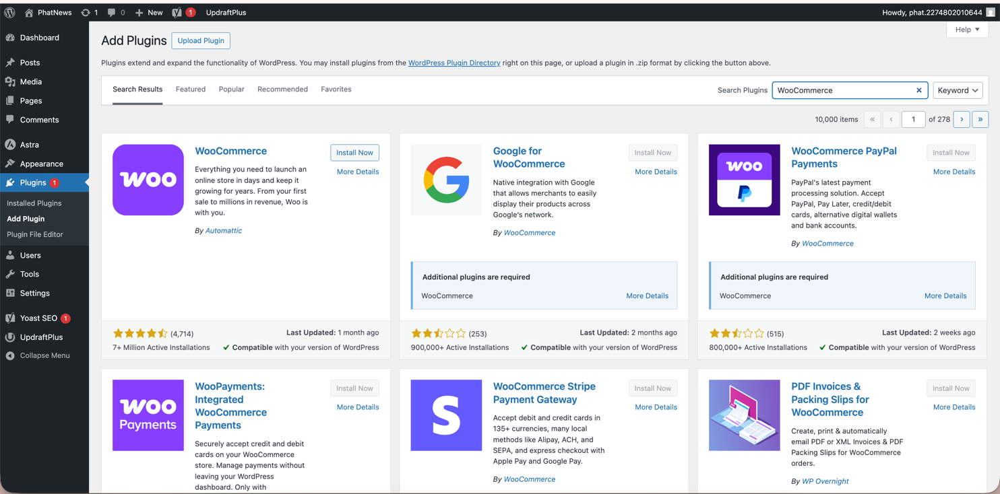 PhatNews
1
0
New
1
UpdraftPlus
Howdy, phat.2274802010644
Dashboard
Posts
Media
Pages
Comments
Astra
Appearance
Plugins 1
Installed Plugins
Add Plugin
Plugin File Editor
Users
Tools
Settings
Yoast SEO 1
UpdraftPlus
Collapse Menu
Help
Add Plugins
Upload Plugin
Plugins extend and expand the functionality of WordPress. You may install plugins from the WordPress Plugin Directory right on this page, or upload a plugin in .zip format by clicking the button above.
Search Results
Featured
Popular
Recommended
Favorites
Search Plugins
WooCommerce
Keyword
10,000 items
«
‹
1
of 278
›
»
woo
WooCommerce
Install Now
More Details
Everything you need to launch an
online store in days and keep it
growing for years. From your first
sale to millions in revenue, Woo is
with you.
By Automattic
(4,714)
Last Updated: 1 month ago
7+ Million Active Installations
Compatible with your version of WordPress
G
Google for
WooCommerce
Install Now
More Details
Native integration with Google
that allows merchants to easily
display their products across
Google's network.
By WooCommerce
Additional plugins are required
WooCommerce
More Details
(253)
Last Updated: 2 months ago
900,000+ Active Installations
Compatible with your version of WordPress
woo
P
WooCommerce PayPal
Payments
Install Now
More Details
PayPal's latest payment
processing solution. Accept
PayPal, Pay Later, credit/debit
cards, alternative digital wallets
and bank accounts.
By WooCommerce
Additional plugins are required
WooCommerce
More Details
(515)
Last Updated: 2 weeks ago
800,000+ Active Installations
Compatible with your version of WordPress
woo
Payments
WooPayments:
Integrated
WooCommerce
Payments
Install Now
More Details
Securely accept credit and debit
cards on your WooCommerce
store. Manage payments without
leaving your WordPress
dashboard. Only with
S
WooCommerce Stripe
Payment Gateway
Install Now
More Details
Accept debit and credit cards in
135+ currencies, many local
methods like Alipay, ACH, and
SEPA, and express checkout with
Apple Pay and Google Pay.
By WooCommerce
PDF Invoices &
Packing Slips for
WooCommerce
Install Now
More Details
Create, print & automatically
email PDF or XML Invoices & PDF
Packing Slips for WooCommerce
orders.
By WP Overnight